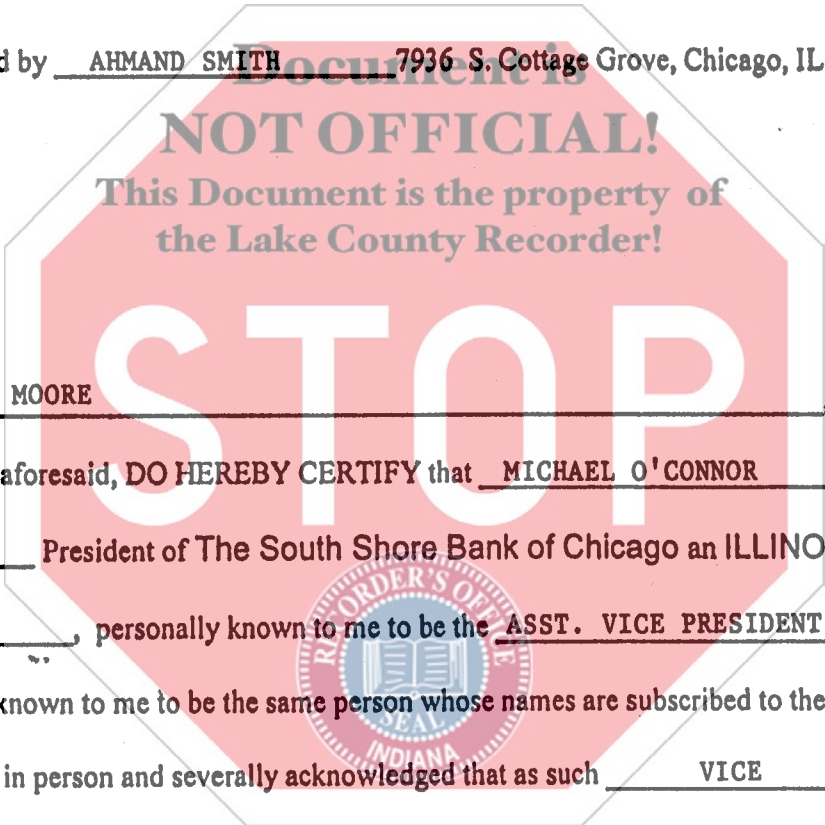 d by AHMAND SMITH 7936 S. Cottage Grove, Chicago, IL
Document is
NOT OFFICIAL!
This Document is the property of
the Lake County Recorder!
STOP
MOORE
aforesaid, DO HEREBY CERTIFY that MICHAEL O'CONNOR
President of The South Shore Bank of Chicago an ILLINO
, personally known to me to be the ASST. VICE PRESIDENT
known to me to be the same person whose names are subscribed to the
in person and severally acknowledged that as such VICE
RECORDER'S OFFICE
SEAL
INDIANA